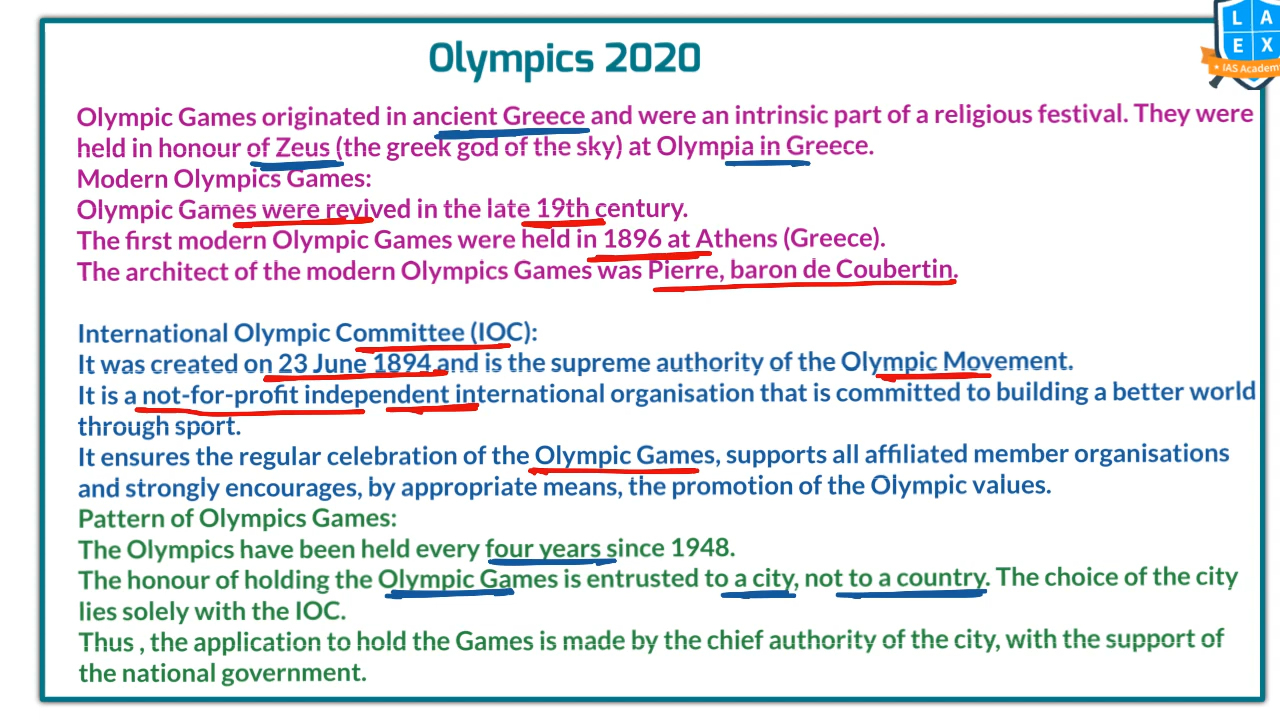 L A
E X
IAS Academy
Olympics 2020
Olympic Games originated in ancient Greece and were an intrinsic part of a religious festival. They were
held in honour of Zeus (the greek god of the sky) at Olympia in Greece.
Modern Olympics Games:
Olympic Games were revived in the late 19th century.
The first modern Olympic Games were held in 1896 at Athens (Greece).
The architect of the modern Olympics Games was Pierre, baron de Coubertin.
International Olympic Committee (IOC):
It was created on 23 June 1894 and is the supreme authority of the Olympic Movement.
It is a not-for-profit independent international organisation that is committed to building a better world
through sport.
It ensures the regular celebration of the Olympic Games, supports all affiliated member organisations
and strongly encourages, by appropriate means, the promotion of the Olympic values.
Pattern of Olympics Games:
The Olympics have been held every four years since 1948.
The honour of holding the Olympic Games is entrusted to a city, not to a country. The choice of the city
lies solely with the IOC.
Thus , the application to hold the Games is made by the chief authority of the city, with the support of
the national government.